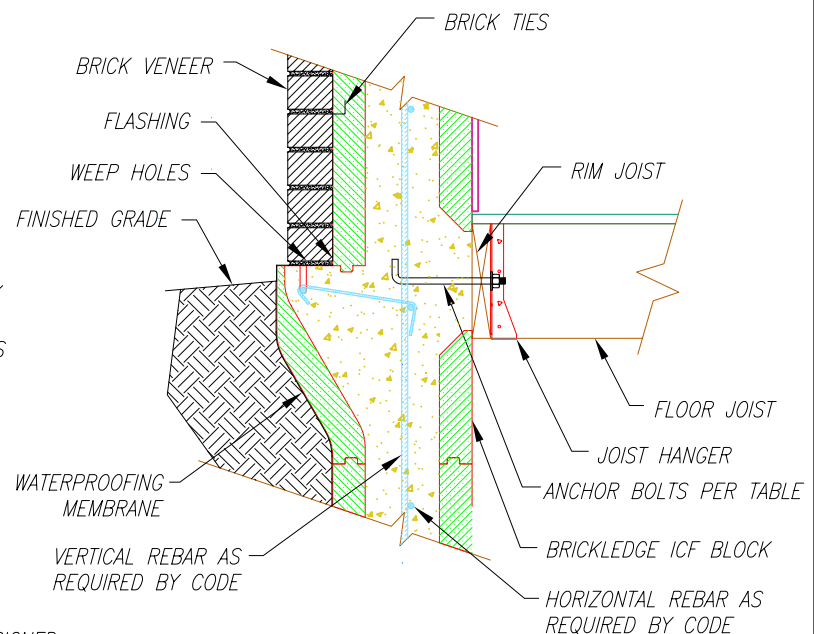 BRICK TIES
BRICK VENEER
FLASHING
WEEP HOLES
RIM JOIST
FINISHED GRADE
S
FLOOR JOIST
JOIST HANGER
WATERPROOFING
MEMBRANE
ANCHOR BOLTS PER TABLE
VERTICAL REBAR AS
REQUIRED BY CODE
BRICKLEDGE ICF BLOCK
HORIZONTAL REBAR AS
REQUIRED BY CODE